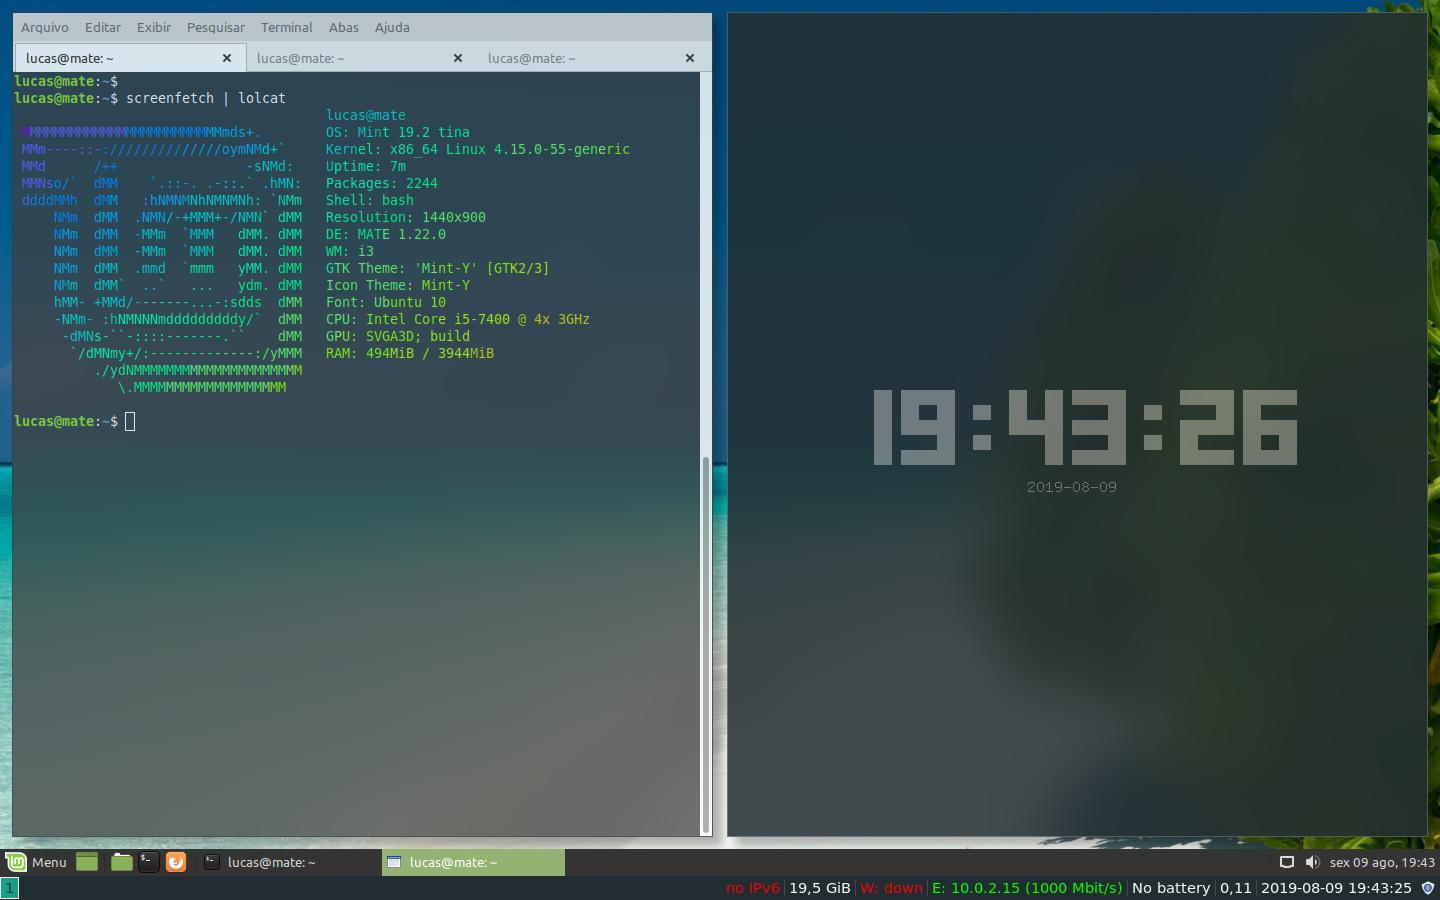 Arquivo Editar Exibir Pesquisar Terminal Abas Ajuda
lucas@mate: ~ × lucas@mate: ~ × lucas@mate: ~ ×
lucas@mate:~$
lucas@mate:~$ screenfetch | lolcat
lucas@mate
MMMMMMMMMMMMMMMMMMMMMMMMMmds+. OS: Mint 19.2 tina
MMm----::-://////////////oymNMd+` Kernel: x86_64 Linux 4.15.0-55-generic
MMd /++ -sNMd: Uptime: 7m
MMNso/` dMM `.::-. .-::.` .hMN: Packages: 2244
ddddMMh dMM :hNMNMNhNMNMNh: `NMm Shell: bash
NMm dMM .NMN/-+MMM+-/NMN` dMM Resolution: 1440x900
NMm dMM -MMm `MMM dMM. dMM DE: MATE 1.22.0
NMm dMM -MMm `MMM dMM. dMM WM: i3
NMm dMM .mmd `mmm yMM. dMM GTK Theme: 'Mint-Y' [GTK2/3]
NMm dMM` ..` ... ydm. dMM Icon Theme: Mint-Y
hMM- +MMd/-------...-:sdds dMM Font: Ubuntu 10
-NMm- :hNMNNNmdddddddddy/` dMM CPU: Intel Core i5-7400 @ 4x 3GHz
-dMNs-``-::::-------.`` dMM GPU: SVGA3D; build
`/dMNmy+/:-------------:/yMMM RAM: 494MiB / 3944MiB
./ydNMMMMMMMMMMMMMMMMMMMMM
\.MMMMMMMMMMMMMMMMMMM
lucas@mate:~$
19:43:26
2019-08-09
Menu lucas@mate: ~ lucas@mate: ~ sex 09 ago, 19:43
1 no IPv6 | 19,5 GiB | W: down | E: 10.0.2.15 (1000 Mbit/s) | No battery | 0,11 | 2019-08-09 19:43:25